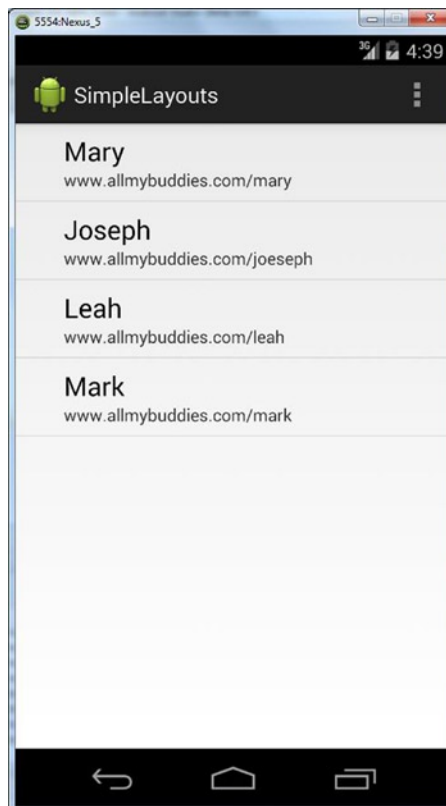 5554:Nexus_5
3G 4:39
SimpleLayouts
Mary
www.allmybuddies.com/mary
Joseph
www.allmybuddies.com/joeseph
Leah
www.allmybuddies.com/leah
Mark
www.allmybuddies.com/mark